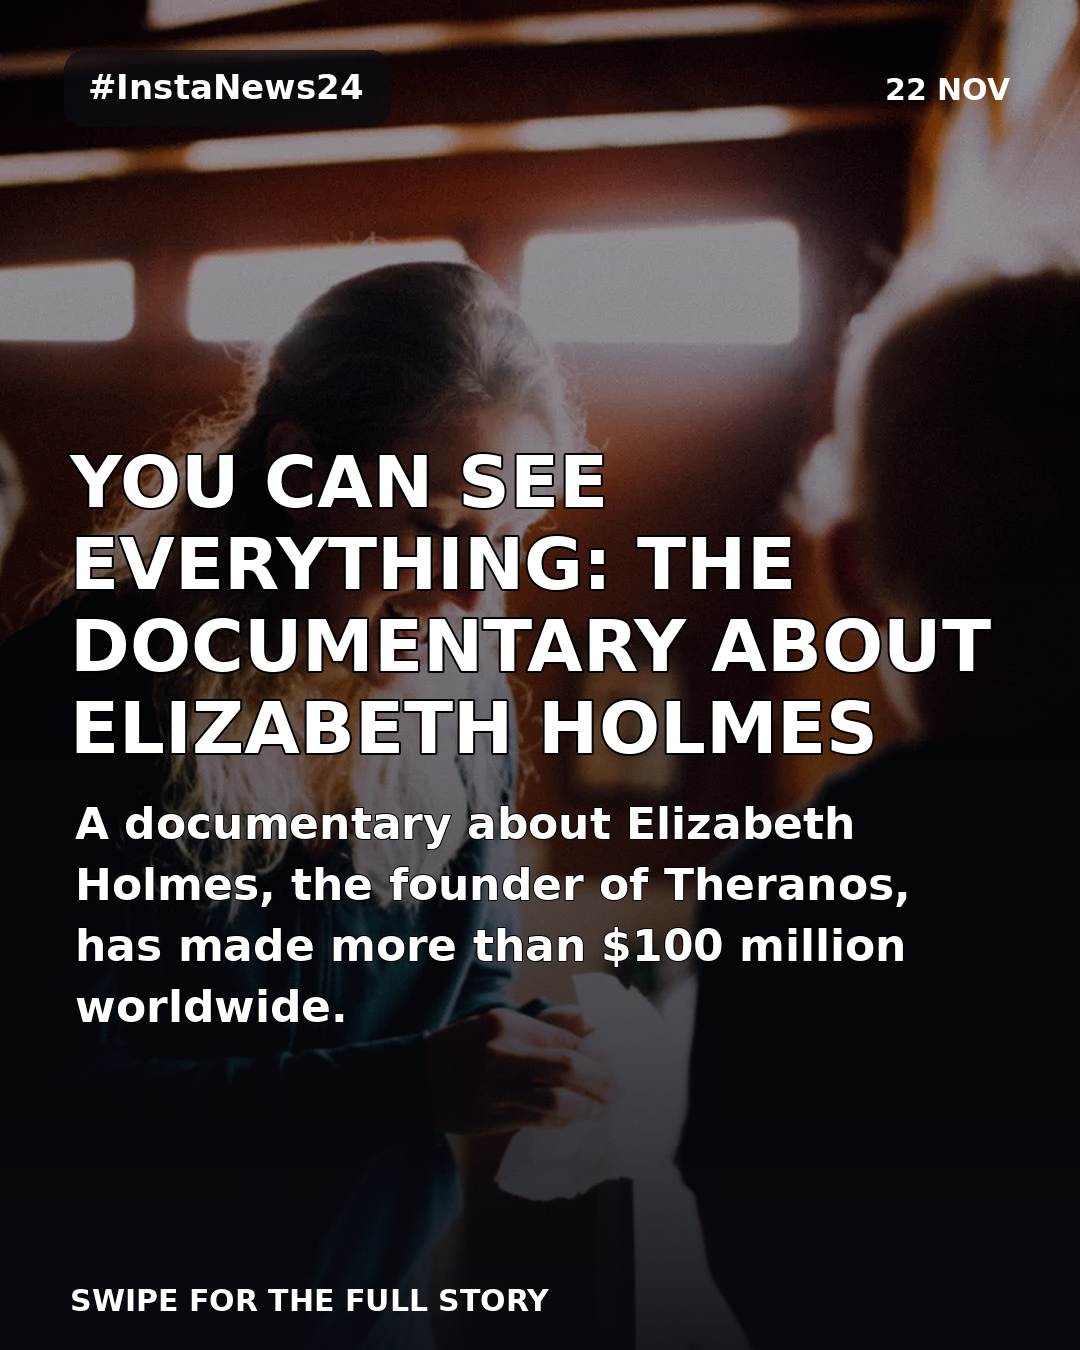 #InstaNews24
22 NOV
YOU CAN SEE
EVERYTHING: THE
DOCUMENTARY ABOUT
ELIZABETH HOLMES
A documentary about Elizabeth
Holmes, the founder of Theranos,
has made more than $100 million
worldwide.
SWIPE FOR THE FULL STORY